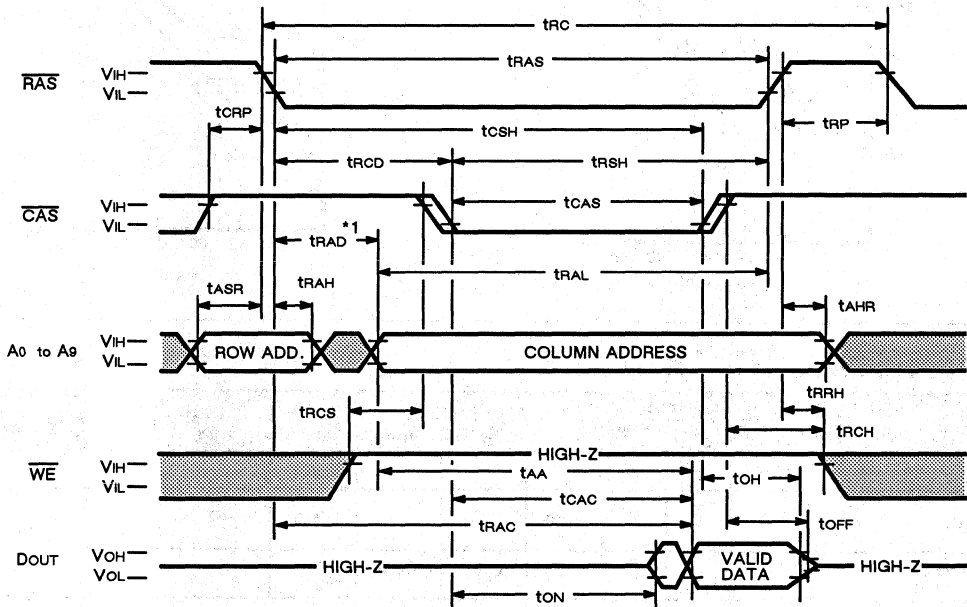 tRC
RAS VIH VIL tRAS
tCRP tCSH tRP
tRCD tRSH
CAS VIH VIL tCAS
tRAD *1
tRAL
tASR tRAH tAHR
A0 to A9 VIH VIL ROW ADD. COLUMN ADDRESS
tRRH
tRCS tRCH
WE VIH VIL HIGH-Z
tAA tOH
tCAC
tRAC tOFF
DOUT VOH VOL HIGH-Z VALID DATA HIGH-Z
tON